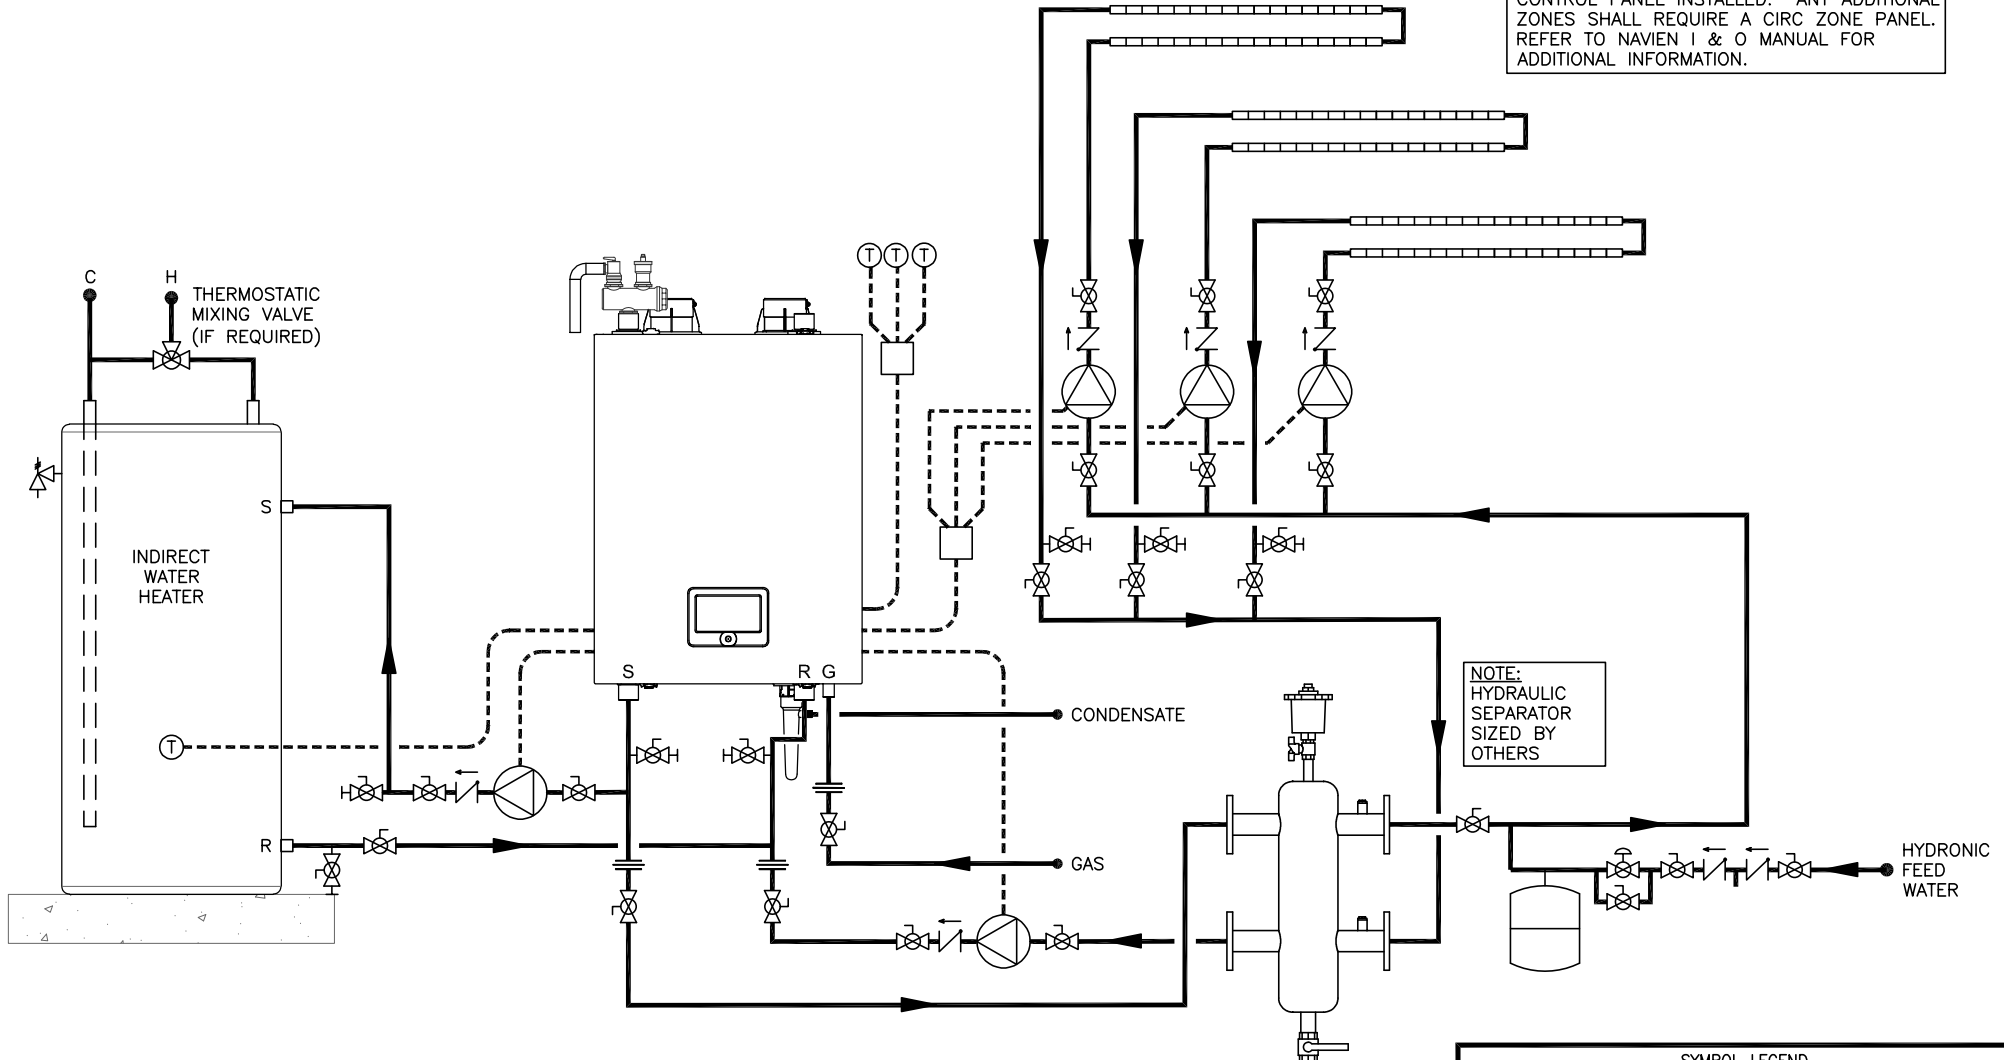 CONTROL PANEL INSTALLED. ANY ADDITIONAL
ZONES SHALL REQUIRE A CIRC ZONE PANEL.
REFER TO NAVIEN I & O MANUAL FOR
ADDITIONAL INFORMATION.
T T T
C
H
THERMOSTATIC
MIXING VALVE
(IF REQUIRED)
S
INDIRECT
WATER
HEATER
T
R
S
R G
CONDENSATE
GAS
NOTE:
HYDRAULIC
SEPARATOR
SIZED BY
OTHERS
HYDRONIC
FEED
WATER
SYMBOL LEGEND